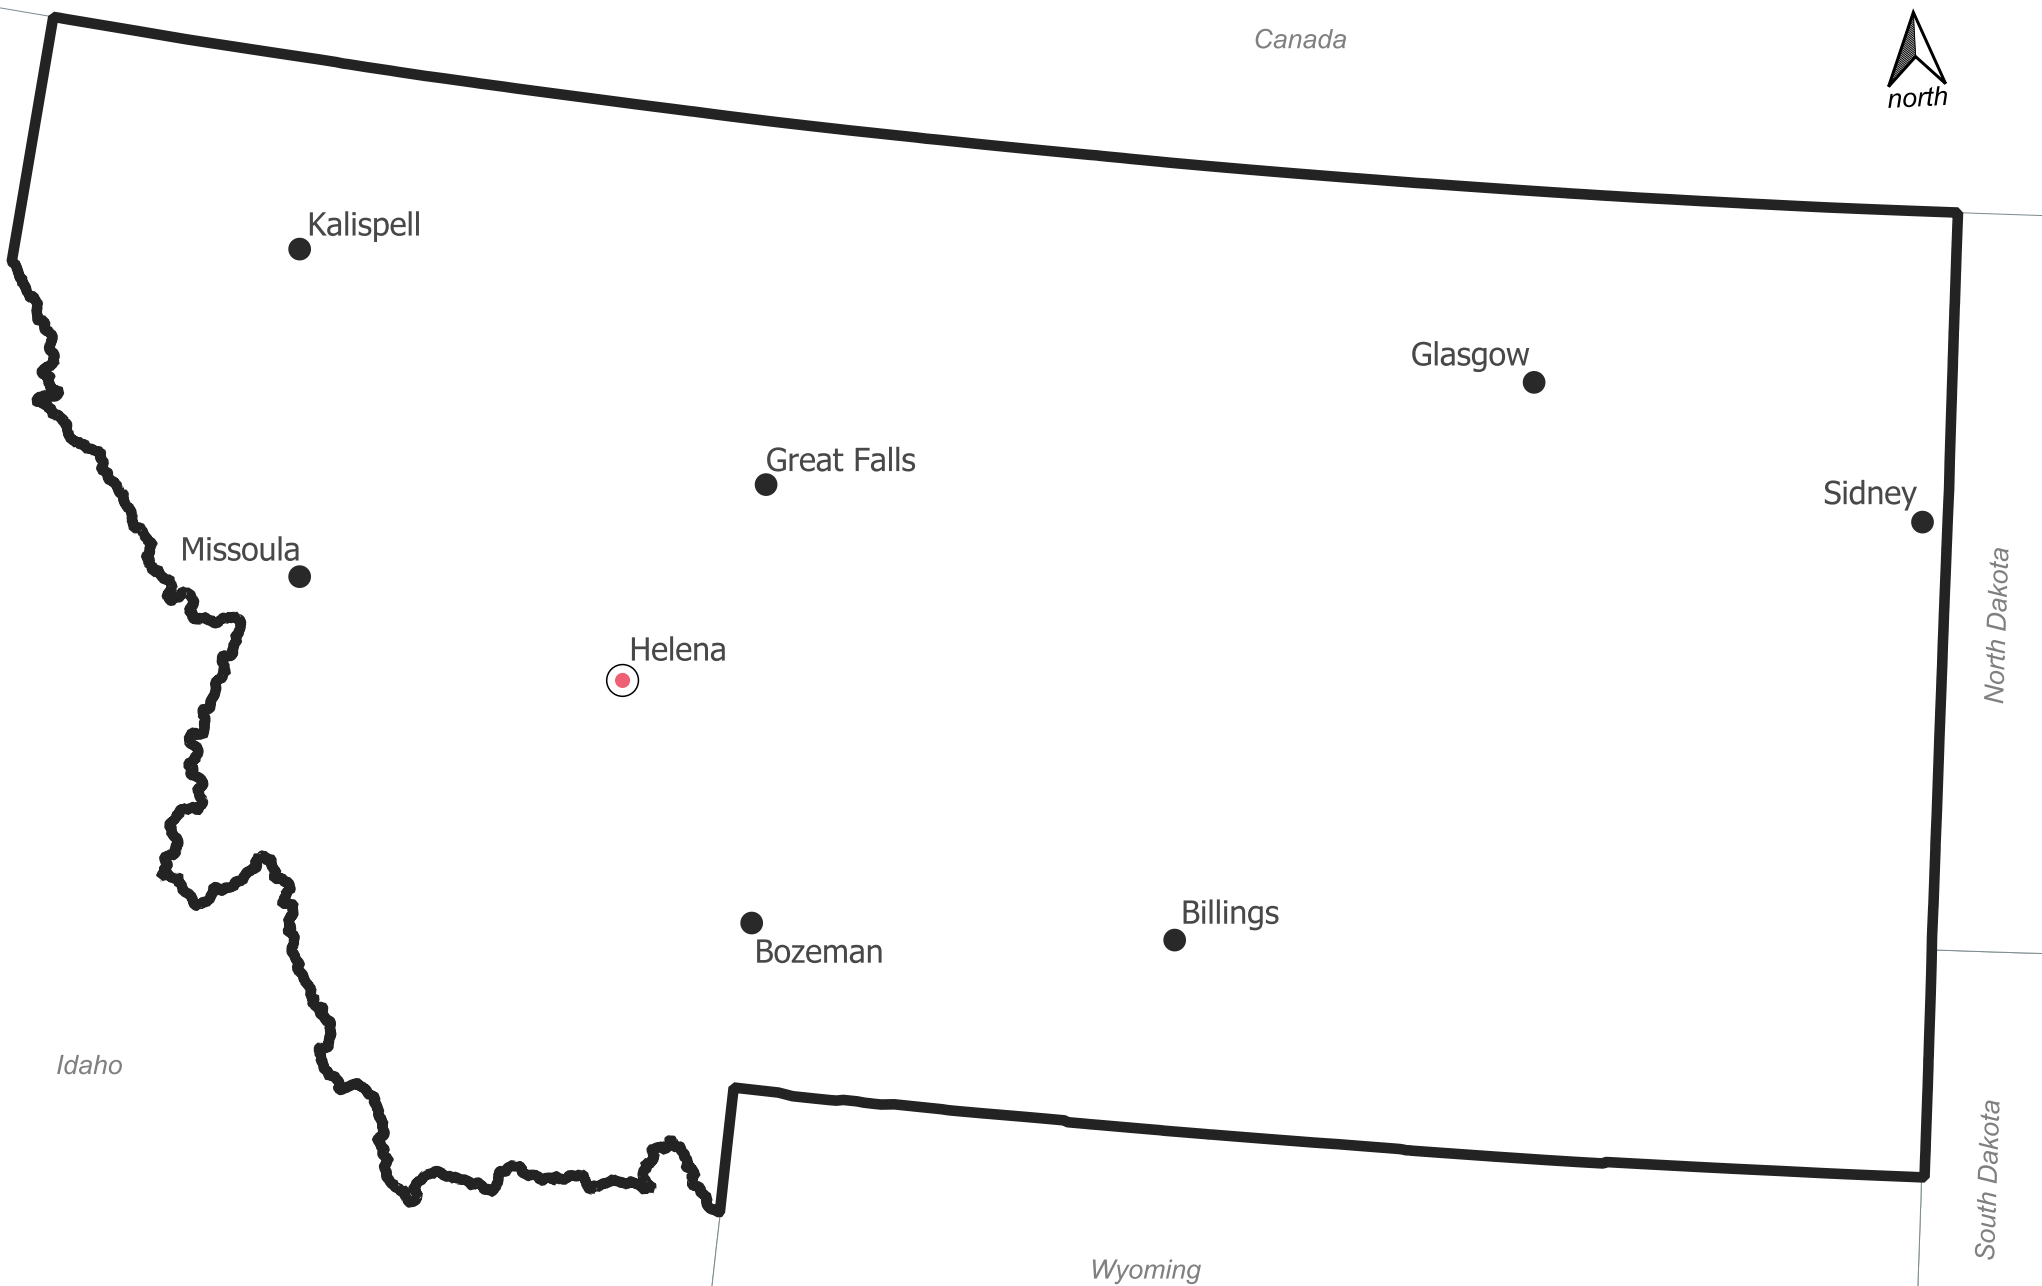 Canada
north
Kalispell
Glasgow
Great Falls
Sidney
Missoula
North Dakota
Helena
Billings
Bozeman
Idaho
South Dakota
Wyoming